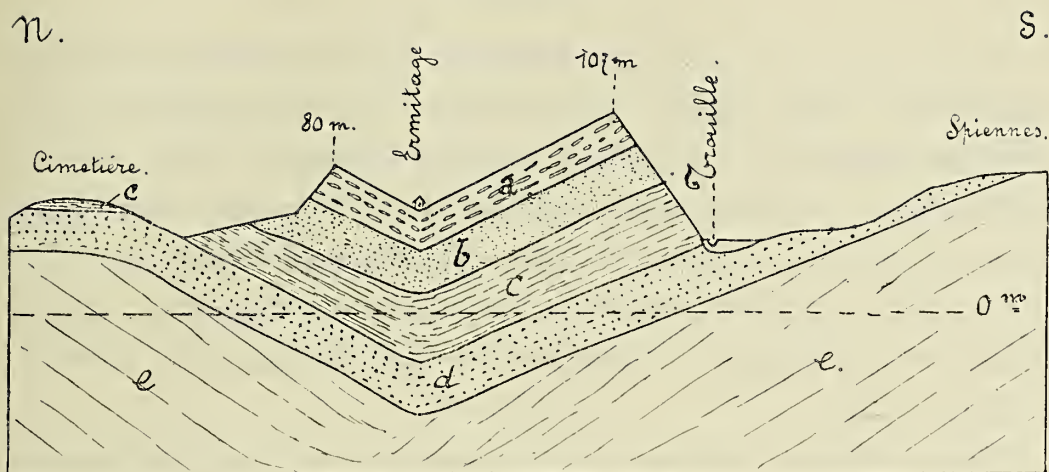 N.
S.
Ermitage
107 m
80 m.
Trouille.
Spiennes.
Cimetière.
c
a
b
c
0 m
e
d
e.